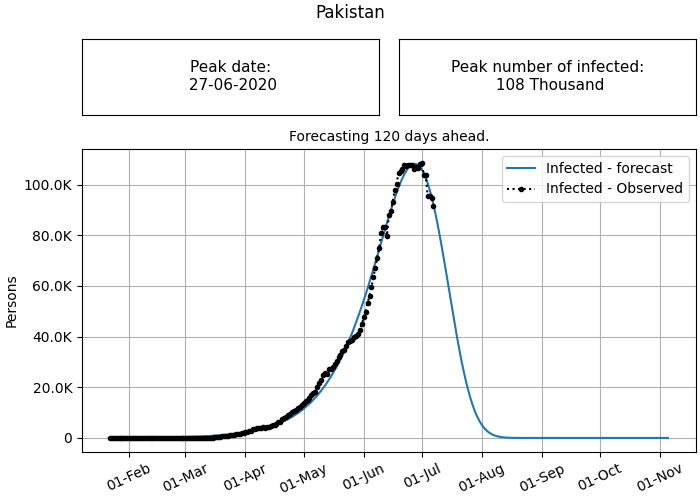 Pakistan
Peak date:
27-06-2020
Peak number of infected:
108 Thousand
Forecasting 120 days ahead.
Infected - forecast
Infected - Observed
Persons
100.0K
80.0K
60.0K
40.0K
20.0K
0
01-Feb
01-Mar
01-Apr
01-May
01-Jun
01-Jul
01-Aug
01-Sep
01-Oct
01-Nov